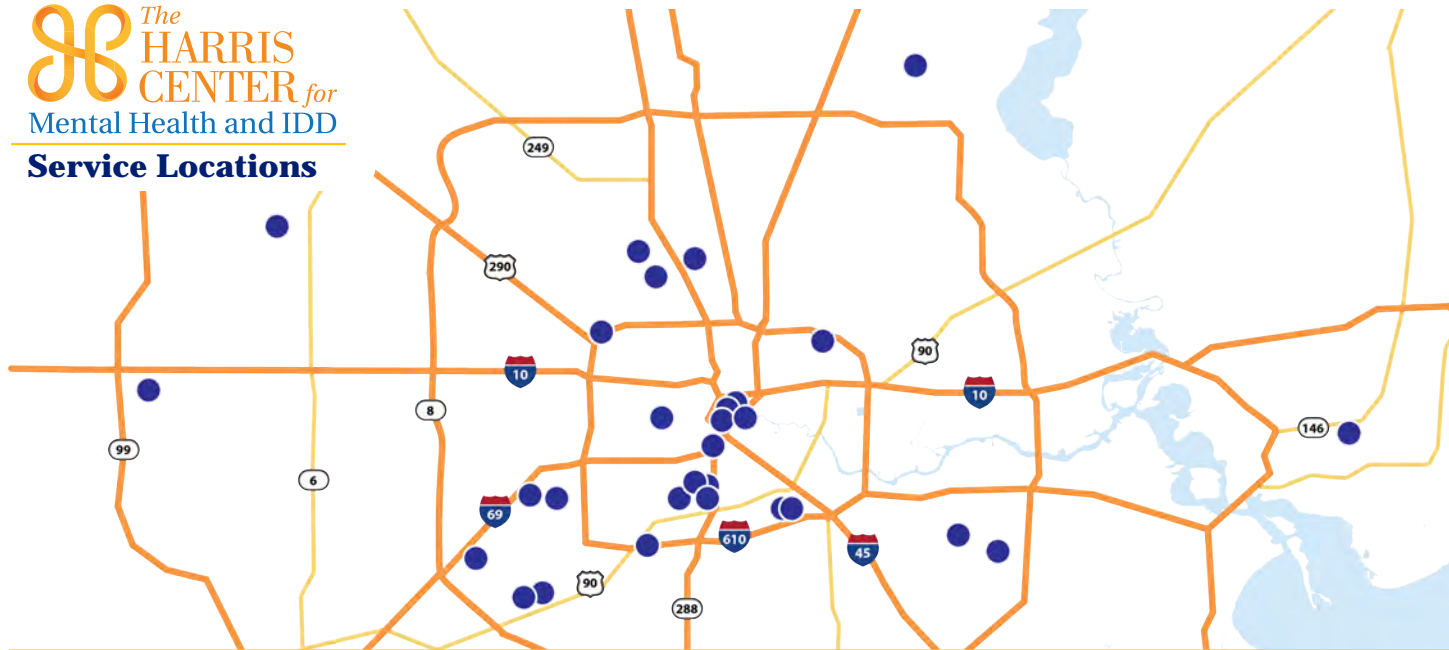 The
HARRIS
CENTER for
Mental Health and IDD
Service Locations
249
290
90
10
10
8
146
99
6
69
610
45
90
288